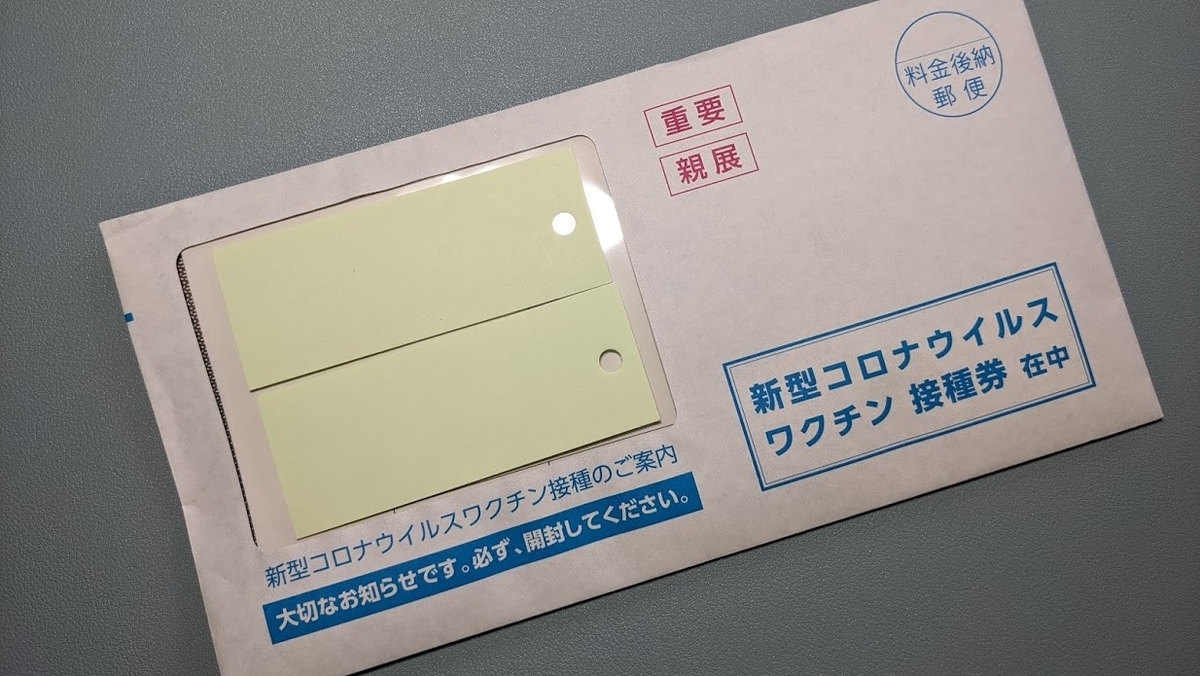 料金後納
郵便
重要
親展
新型コロナウイルス
ワクチン 接種券 在中
新型コロナウイルスワクチン接種のご案内
大切なお知らせです。必ず、開封してください。